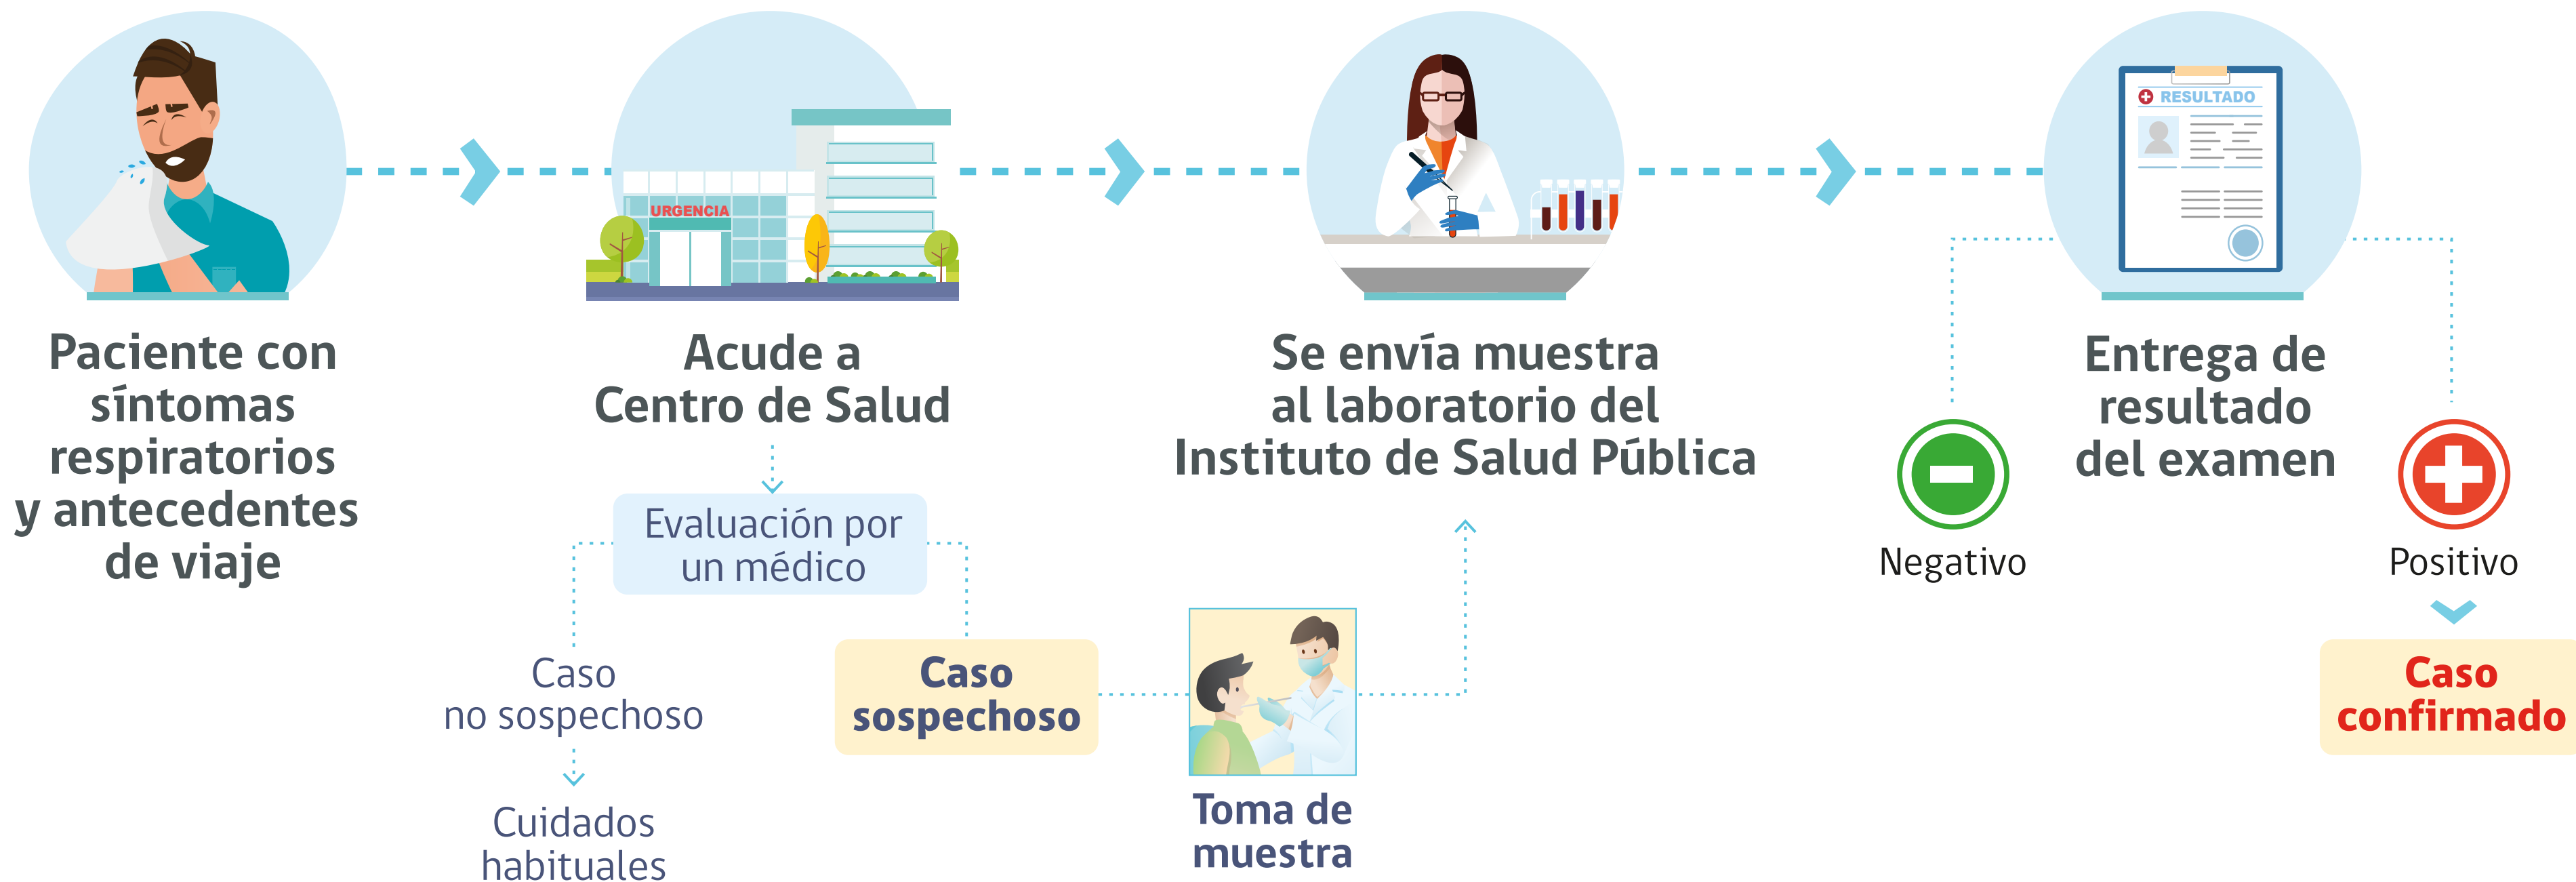 Paciente con
síntomas
respiratorios
y antecedentes
de viaje
URGENCIA
Acude a
Centro de Salud
Evaluación por
un médico
Caso
no sospechoso
Cuidados
habituales
Caso
sospechoso
Toma de
muestra
Se envía muestra
al laboratorio del
Instituto de Salud Pública
RESULTADO
Entrega de
resultado
del examen
Negativo
Positivo
Caso
confirmado